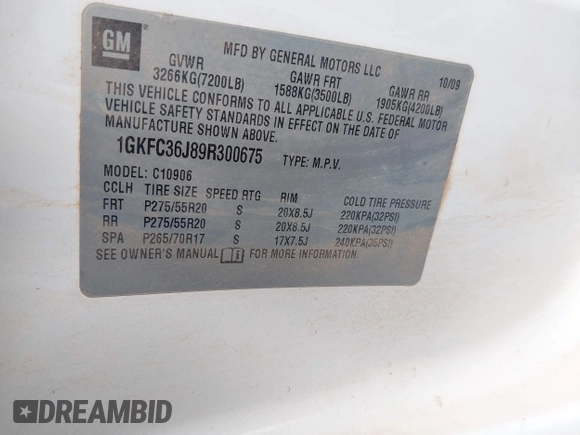 GM
MFD BY GENERAL MOTORS LLC 10/09
GVWR GAWR FRT GAWR RR
3266KG(7200LB) 1588KG(3500LB) 1905KG(4200LB)
THIS VEHICLE CONFORMS TO ALL APPLICABLE U.S. FEDERAL MOTOR
VEHICLE SAFETY STANDARDS IN EFFECT ON THE DATE OF
MANUFACTURE SHOWN ABOVE.
1GKFC36J89R300675 TYPE: M.P.V.
MODEL: C10906
CCLH TIRE SIZE SPEED RTG RIM COLD TIRE PRESSURE
FRT P275/55R20 S 20X8.5J 220KPA(32PSI)
RR P275/55R20 S 20X8.5J 220KPA(32PSI)
SPA P265/70R17 S 17X7.5J 240KPA(35PSI)
SEE OWNER'S MANUAL FOR MORE INFORMATION.
DREAMBID